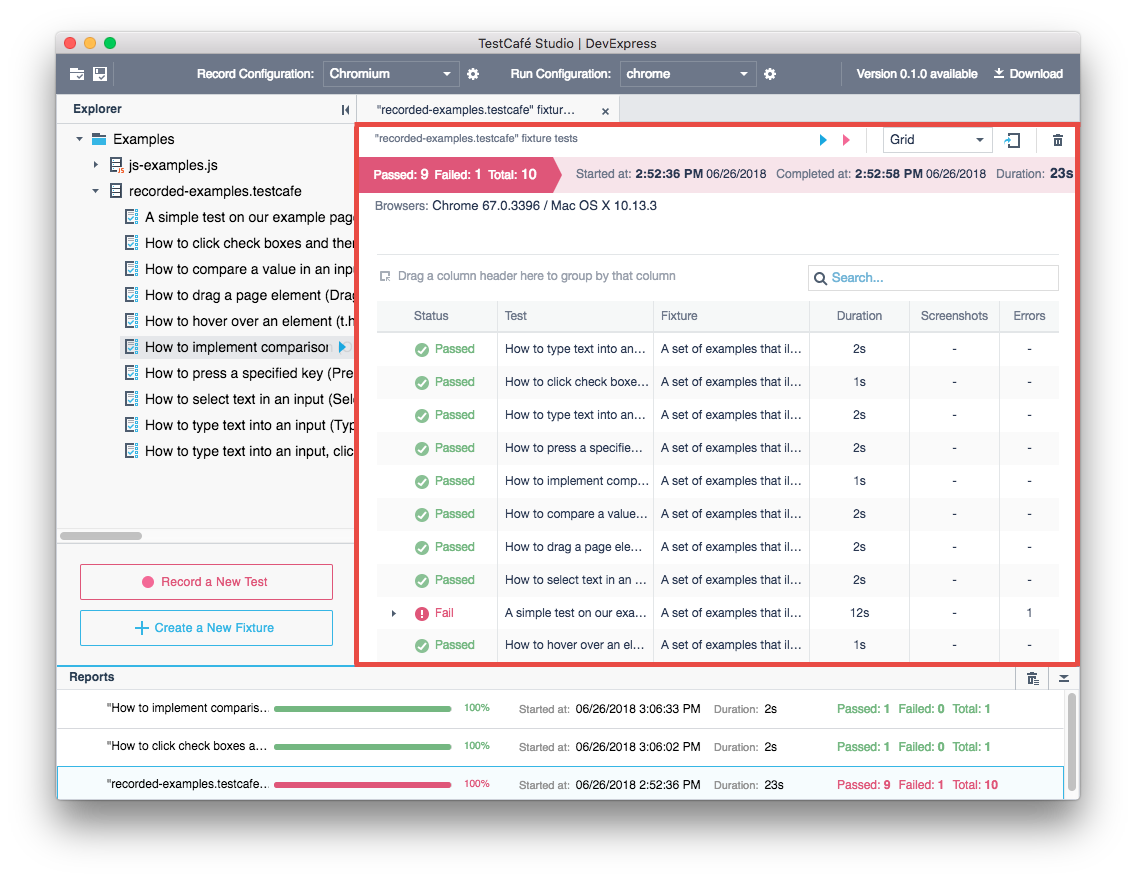 TestCafé Studio | DevExpress
Record Configuration: Chromium Run Configuration: chrome Version 0.1.0 available Download
Explorer
Examples
js-examples.js
recorded-examples.testcafe
A simple test on our example pag
How to click check boxes and the
How to compare a value in an inp
How to drag a page element (Drag
How to hover over an element (t.h
How to implement comparison
How to press a specified key (Pre
How to select text in an input (Sel
How to type text into an input (Typ
How to type text into an input, clic
Record a New Test
Create a New Fixture
"recorded-examples.testcafe" fixtur...
"recorded-examples.testcafe" fixture tests Grid
Passed: 9 Failed: 1 Total: 10 Started at: 2:52:36 PM 06/26/2018 Completed at: 2:52:58 PM 06/26/2018 Duration: 23s
Browsers: Chrome 67.0.3396 / Mac OS X 10.13.3
Drag a column header here to group by that column Search...
Status Test Fixture Duration Screenshots Errors
Passed How to type text into an... A set of examples that il... 2s - -
Passed How to click check boxe... A set of examples that il... 1s - -
Passed How to type text into an... A set of examples that il... 2s - -
Passed How to press a specifie... A set of examples that il... 2s - -
Passed How to implement comp... A set of examples that il... 1s - -
Passed How to compare a value... A set of examples that il... 2s - -
Passed How to drag a page ele... A set of examples that il... 2s - -
Passed How to select text in an ... A set of examples that il... 2s - -
Fail A simple test on our exa... A set of examples that il... 12s - 1
Passed How to hover over an el... A set of examples that il... 1s - -
Reports
"How to implement comparis... 100% Started at: 06/26/2018 3:06:33 PM Duration: 2s Passed: 1 Failed: 0 Total: 1
"How to click check boxes a... 100% Started at: 06/26/2018 3:06:02 PM Duration: 2s Passed: 1 Failed: 0 Total: 1
"recorded-examples.testcafe... 100% Started at: 06/26/2018 2:52:36 PM Duration: 23s Passed: 9 Failed: 1 Total: 10